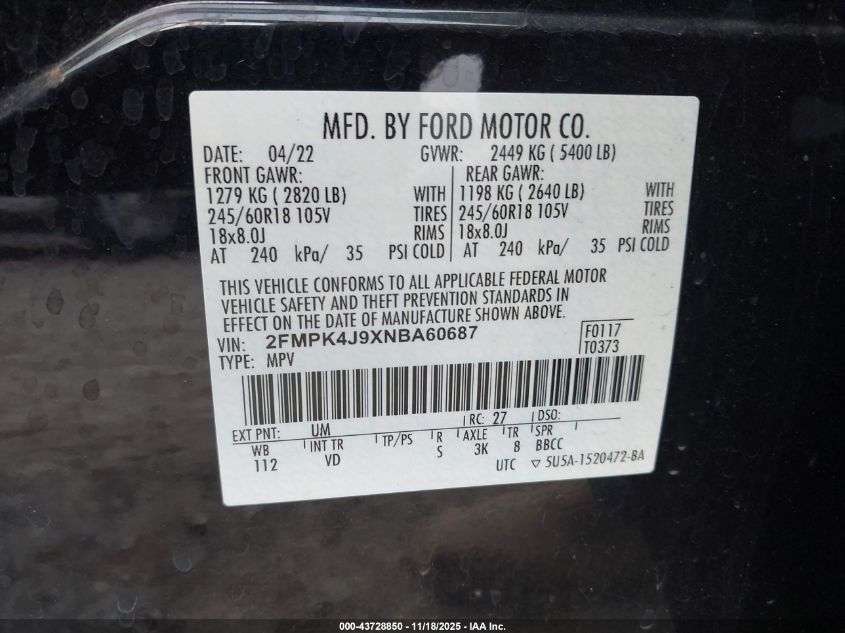 MFD. BY FORD MOTOR CO.
DATE: 04/22 GVWR: 2449 KG ( 5400 LB)
FRONT GAWR: REAR GAWR:
1279 KG ( 2820 LB) WITH 1198 KG ( 2640 LB) WITH
245/60R18 105V TIRES 245/60R18 105V TIRES
18x8.0J RIMS 18x8.0J RIMS
AT 240 kPa/ 35 PSI COLD AT 240 kPa/ 35 PSI COLD
THIS VEHICLE CONFORMS TO ALL APPLICABLE FEDERAL MOTOR
VEHICLE SAFETY AND THEFT PREVENTION STANDARDS IN
EFFECT ON THE DATE OF MANUFACTURE SHOWN ABOVE.
VIN: 2FMPK4J9XNBA60687 F0117
TYPE: MPV T0373
EXT PNT: UM RC: 27 DSO:
WB INT TR TP/PS R AXLE TR SPR
112 VD S 3K 8 BBCC
UTC ▽ 5U5A-1520472-BA
000-43728850 - 11/18/2025 - IAA Inc.